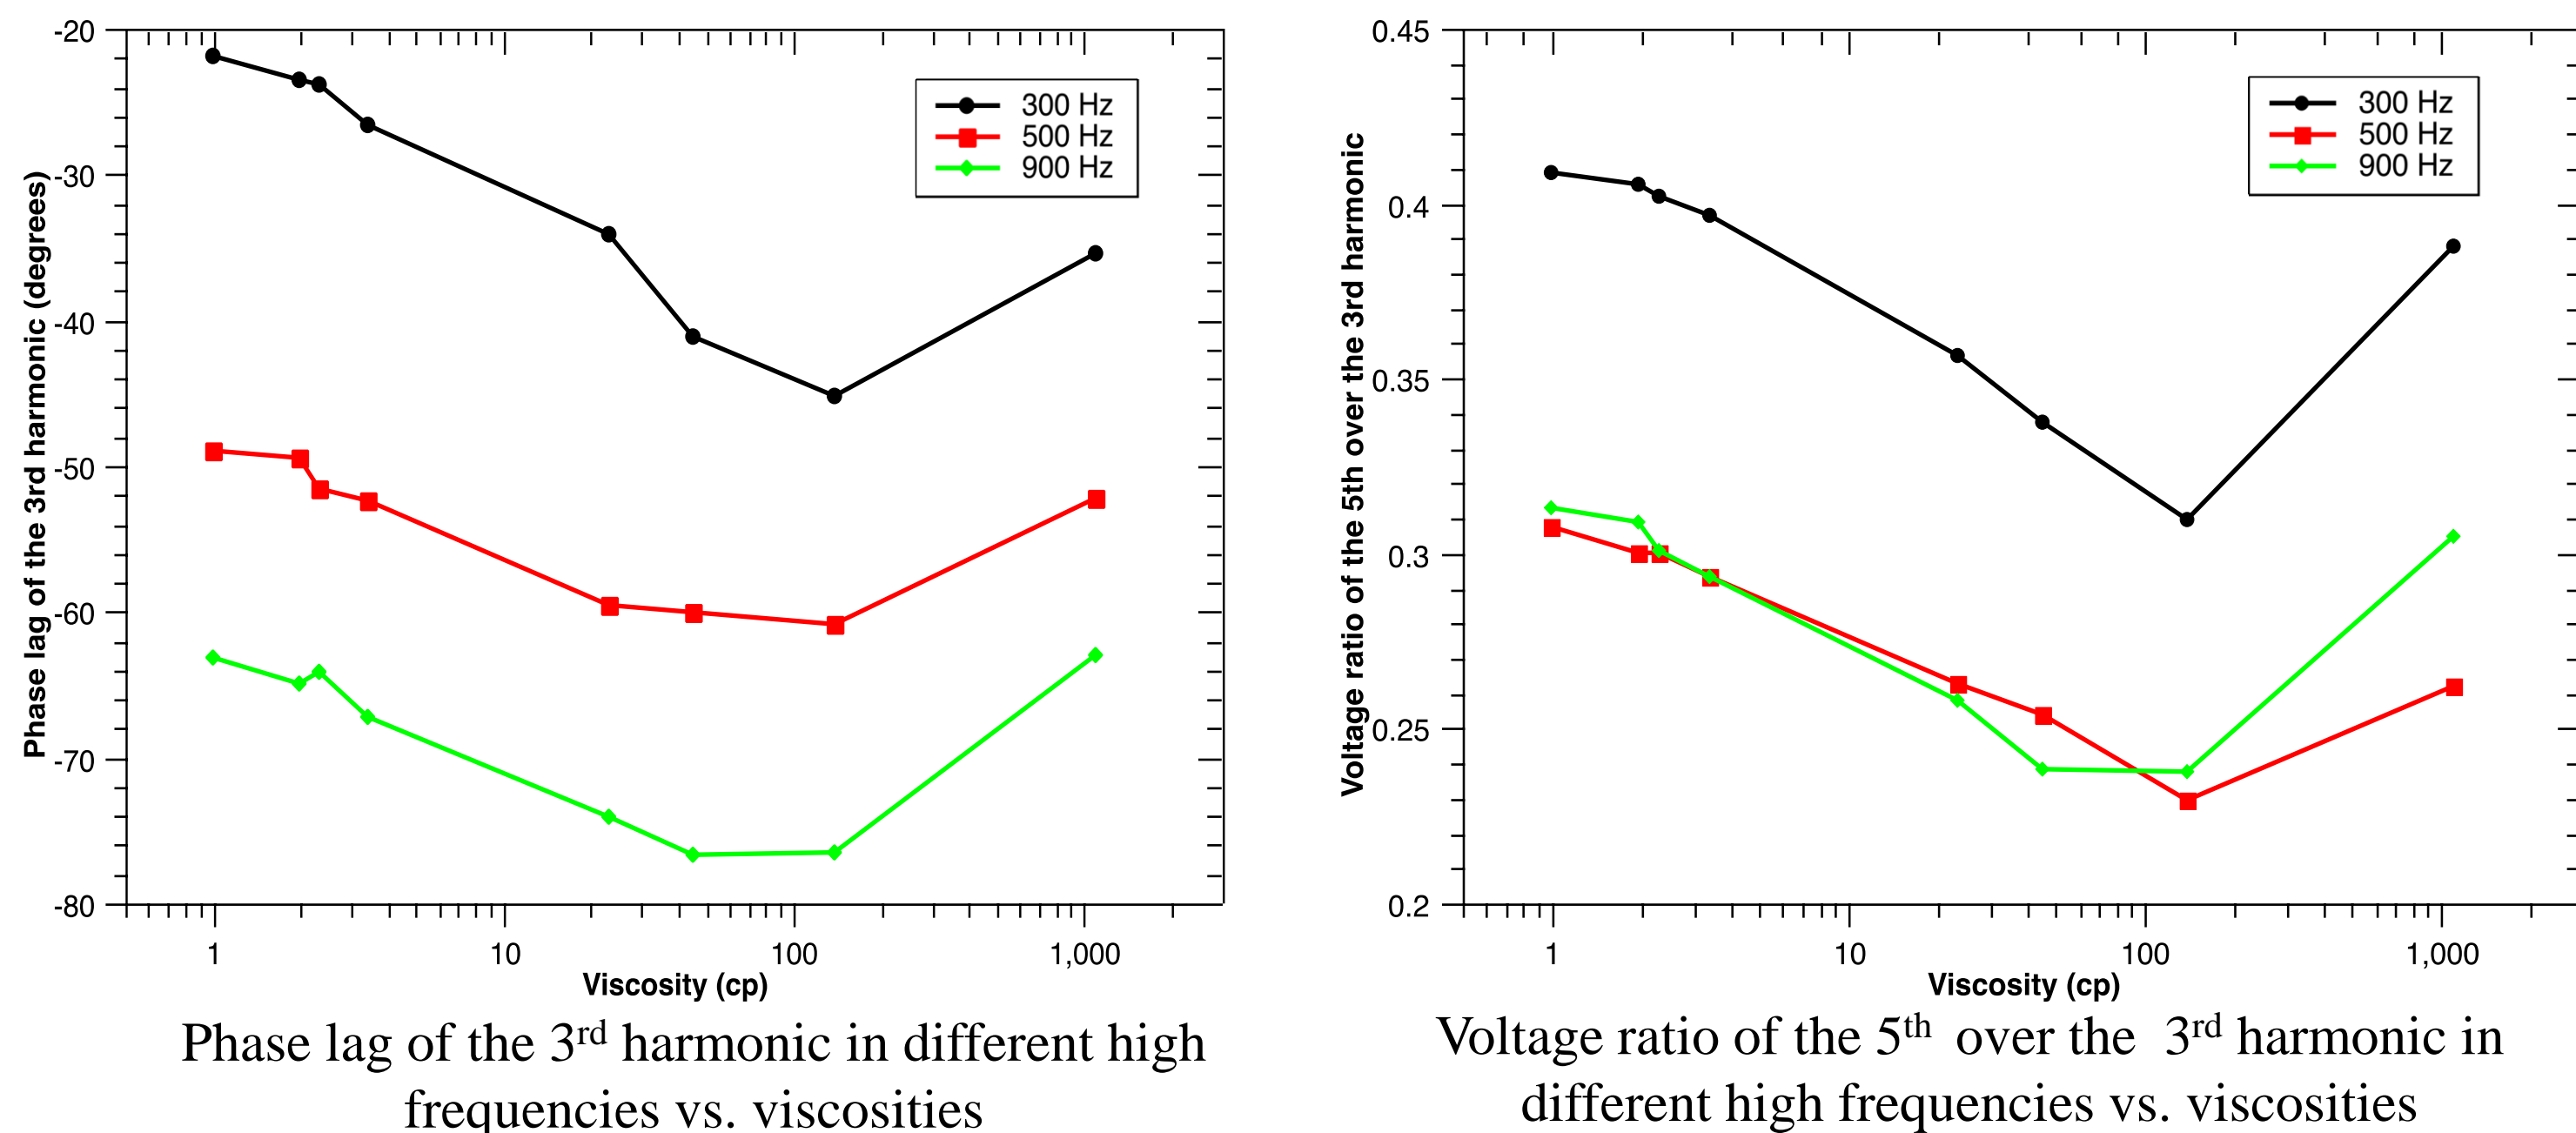 Phase lag of the 3rd harmonic (degrees)
-20
-30
-40
-50
-60
-70
-80
300 Hz
500 Hz
900 Hz
1
10
100
1,000
Viscosity (cp)
Phase lag of the 3rd harmonic in different high
frequencies vs. viscosities
Voltage ratio of the 5th over the 3rd harmonic
0.45
0.4
0.35
0.3
0.25
0.2
300 Hz
500 Hz
900 Hz
1
10
100
1,000
Viscosity (cp)
Voltage ratio of the 5th over the 3rd harmonic in
different high frequencies vs. viscosities